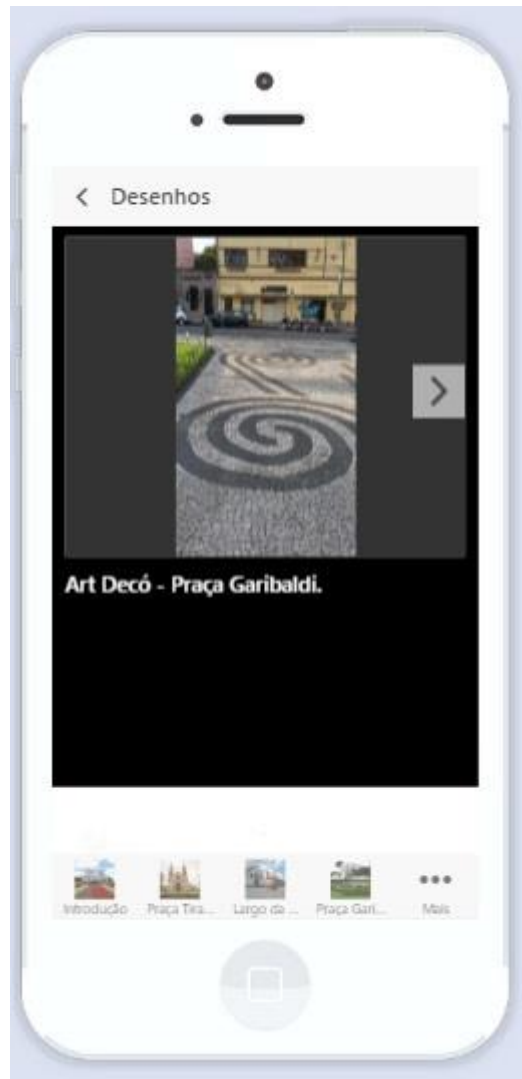 Desenhos
Art Decó - Praça Garibaldi.
Introdução Praça Tira... Largo da ... Praça Gari... Mais